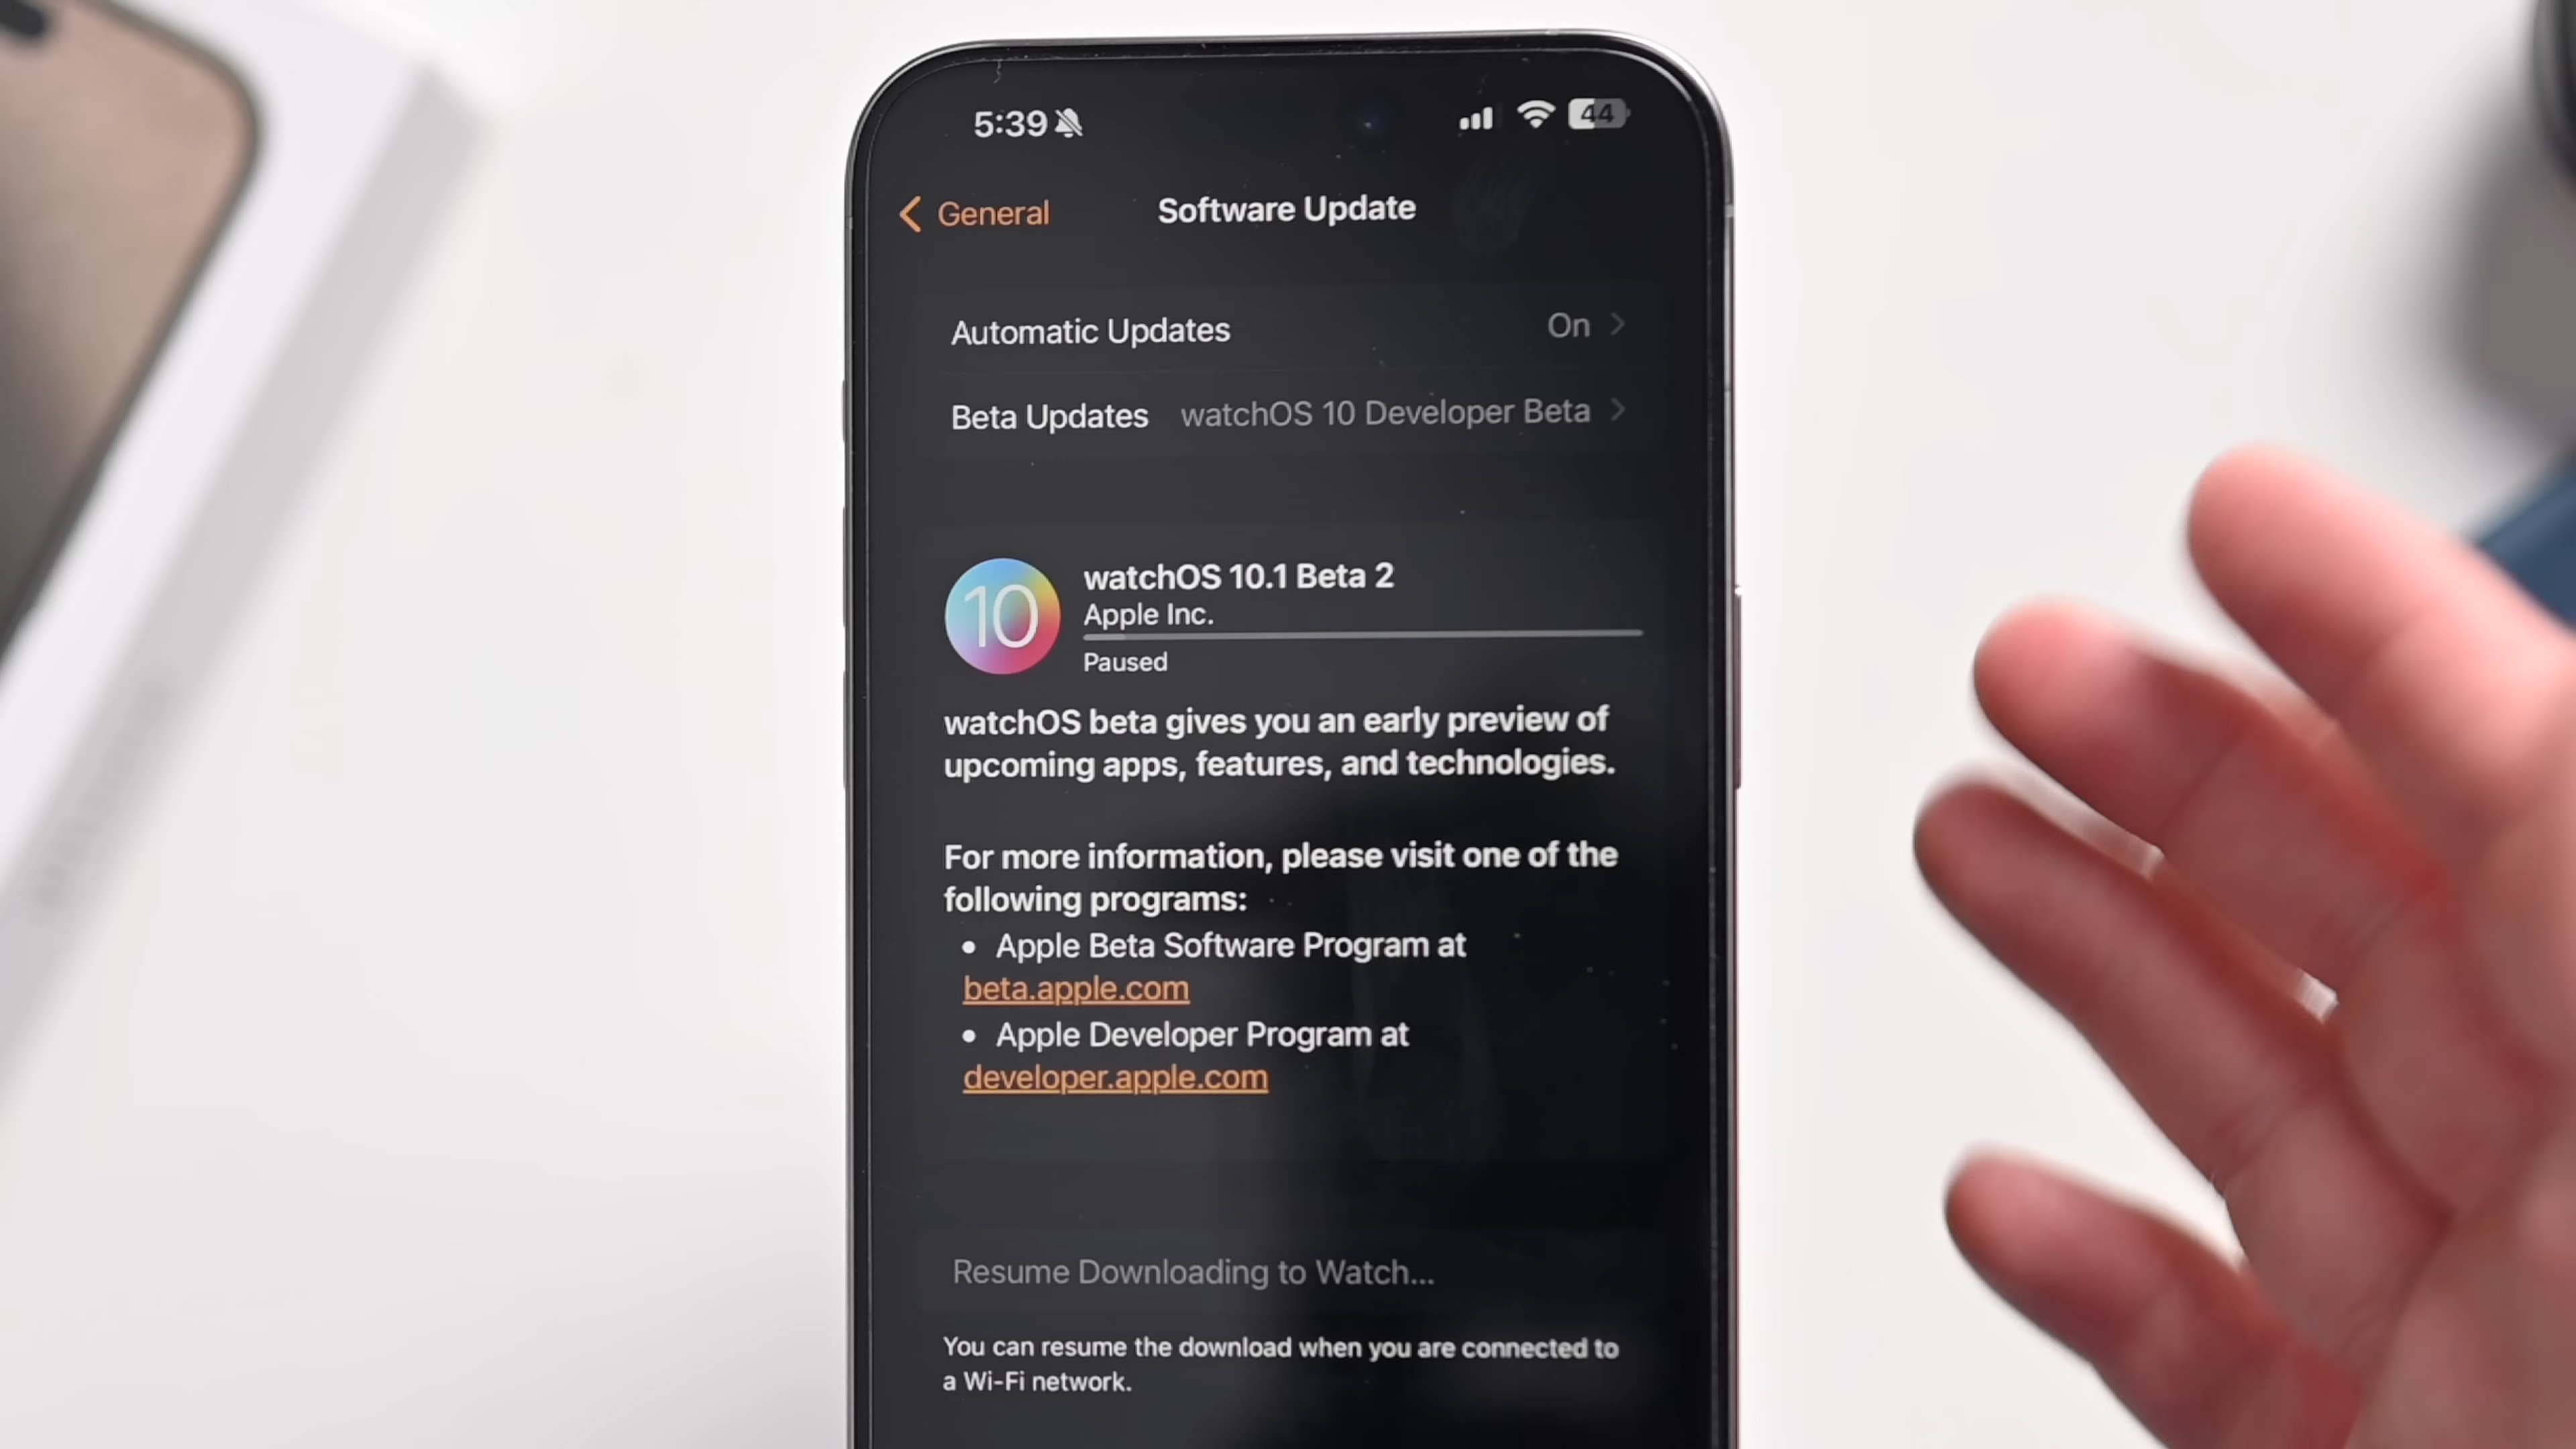 5:39
44
General
Software Update
Automatic Updates On
Beta Updates watchOS 10 Developer Beta
10
watchOS 10.1 Beta 2
Apple Inc.
Paused
watchOS beta gives you an early preview of
upcoming apps, features, and technologies.
For more information, please visit one of the
following programs:
• Apple Beta Software Program at
beta.apple.com
• Apple Developer Program at
developer.apple.com
Resume Downloading to Watch...
You can resume the download when you are connected to
a Wi-Fi network.